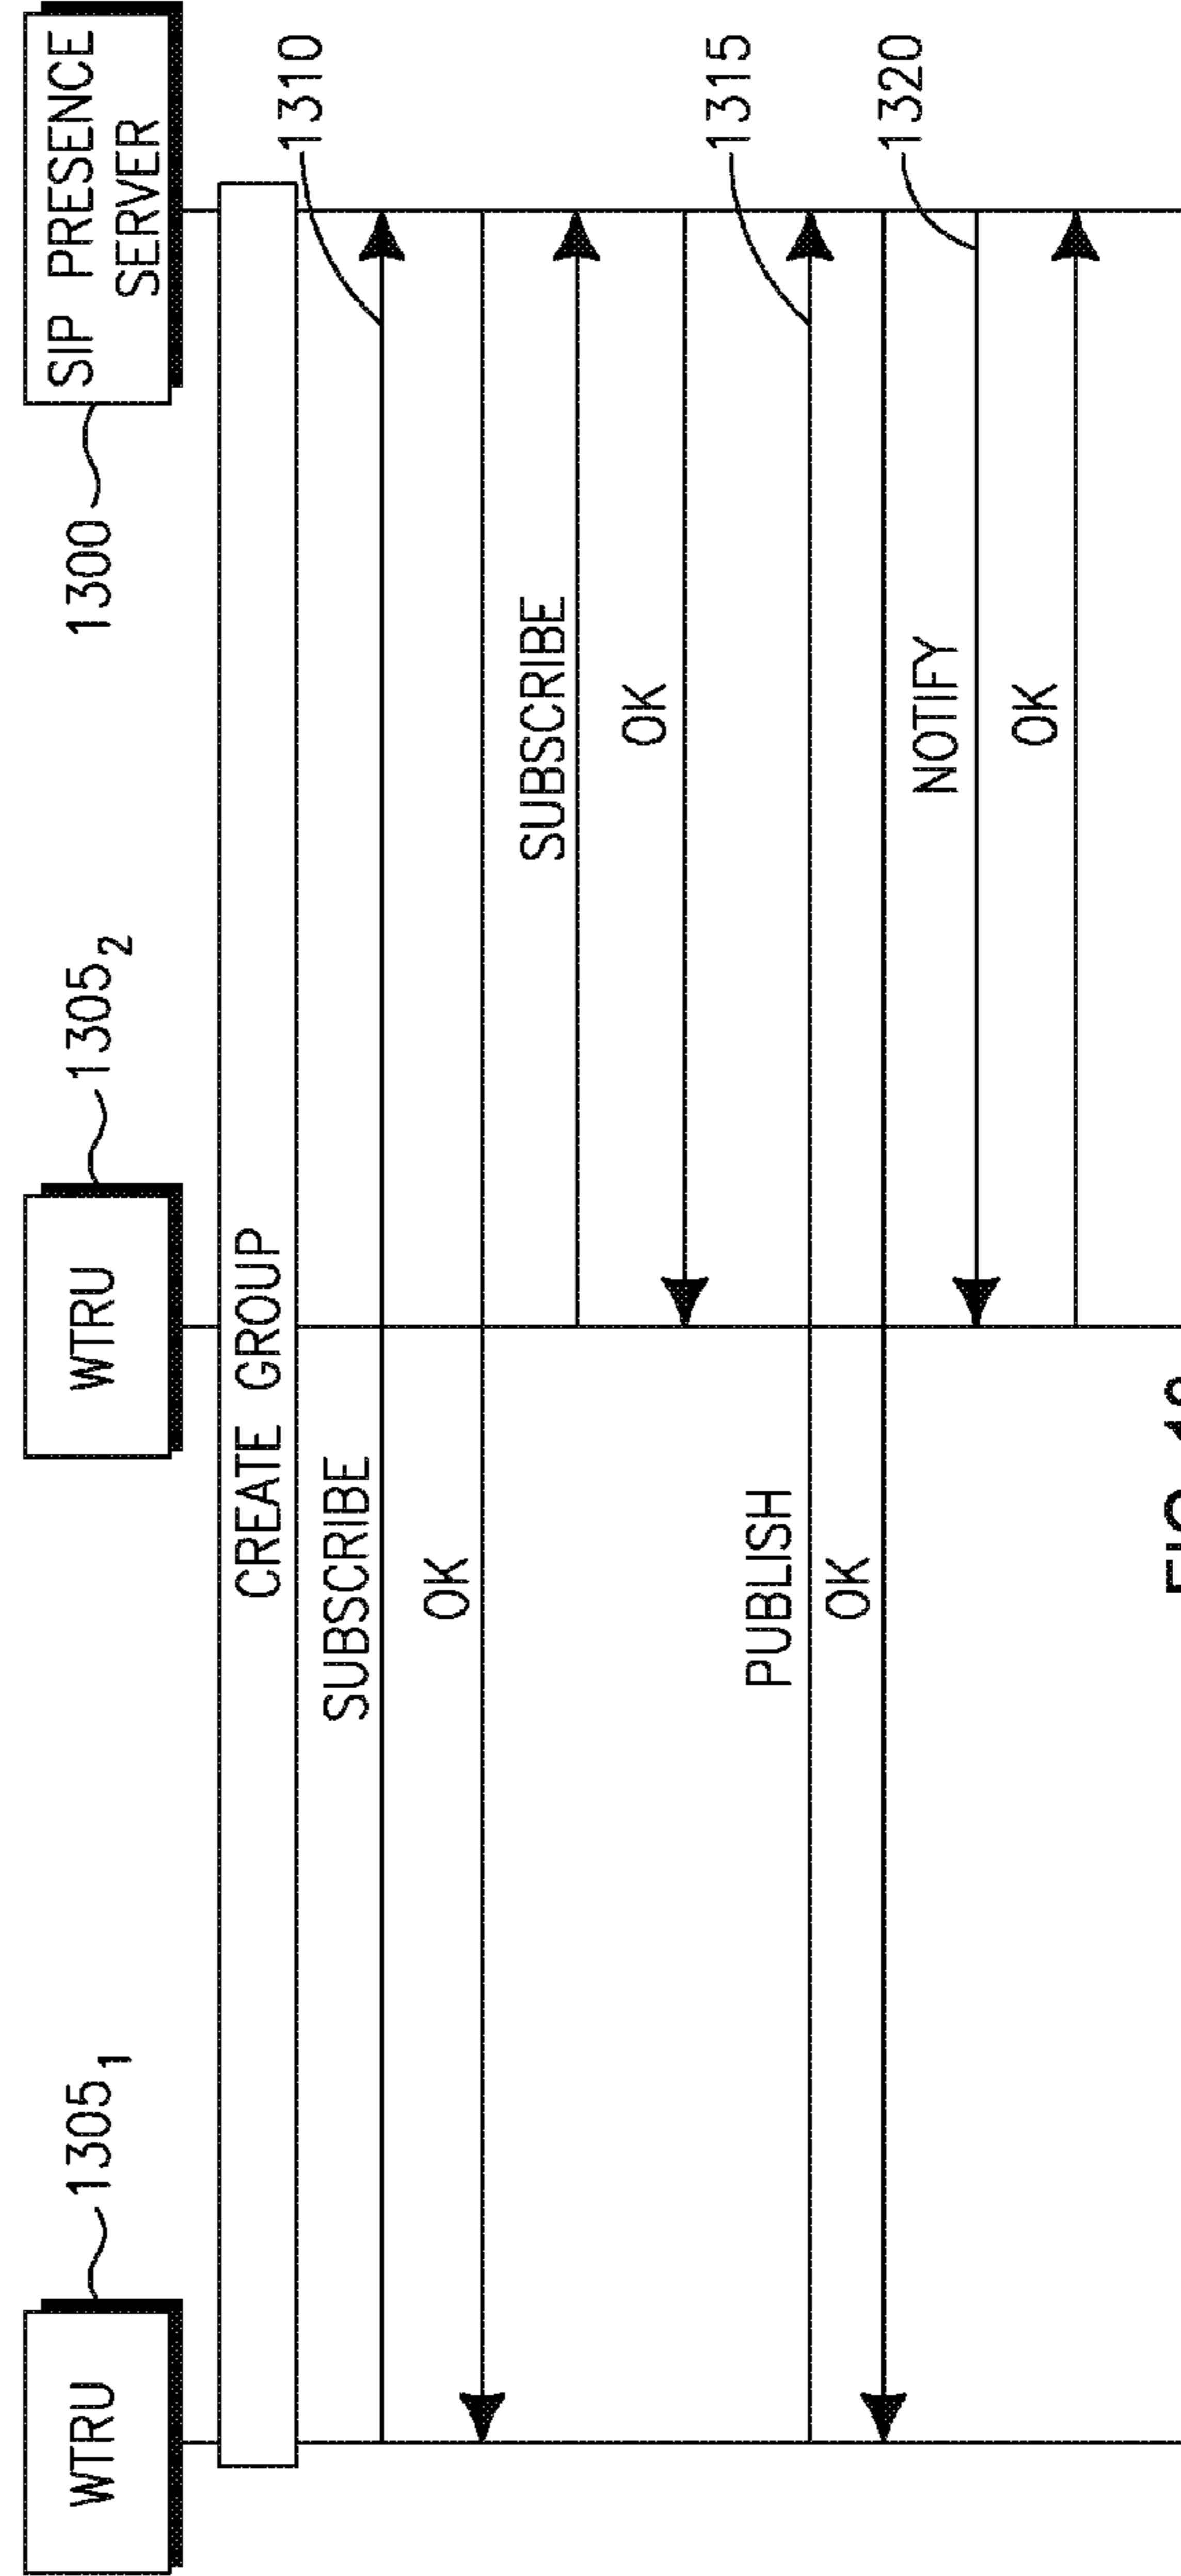 WTRU
1305₁
WTRU
1305₂
1300
SIP PRESENCE
SERVER
CREATE GROUP
SUBSCRIBE
1310
OK
SUBSCRIBE
OK
PUBLISH
1315
OK
NOTIFY
1320
OK
FIG.